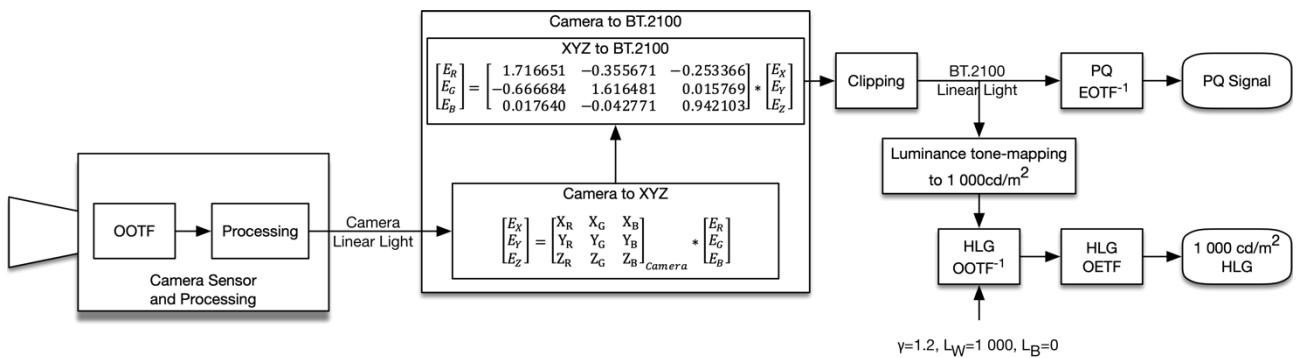 Camera to BT.2100
XYZ to BT.2100
[E_R E_G E_B] = [1.716651 −0.355671 −0.253366
−0.666684 1.616481 0.015769
0.017640 −0.042771 0.942103] * [E_X E_Y E_Z]
Clipping
BT.2100
Linear Light
PQ
EOTF⁻¹
PQ Signal
Luminance tone-mapping
to 1 000cd/m²
Camera to XYZ
[E_X E_Y E_Z] = [X_R X_G X_B
Y_R Y_G Y_B
Z_R Z_G Z_B]_Camera * [E_R E_G E_B]
OOTF
Processing
Camera
Linear Light
Camera Sensor
and Processing
HLG
OOTF⁻¹
HLG
OETF
1 000 cd/m²
HLG
γ=1.2, L_W=1 000, L_B=0